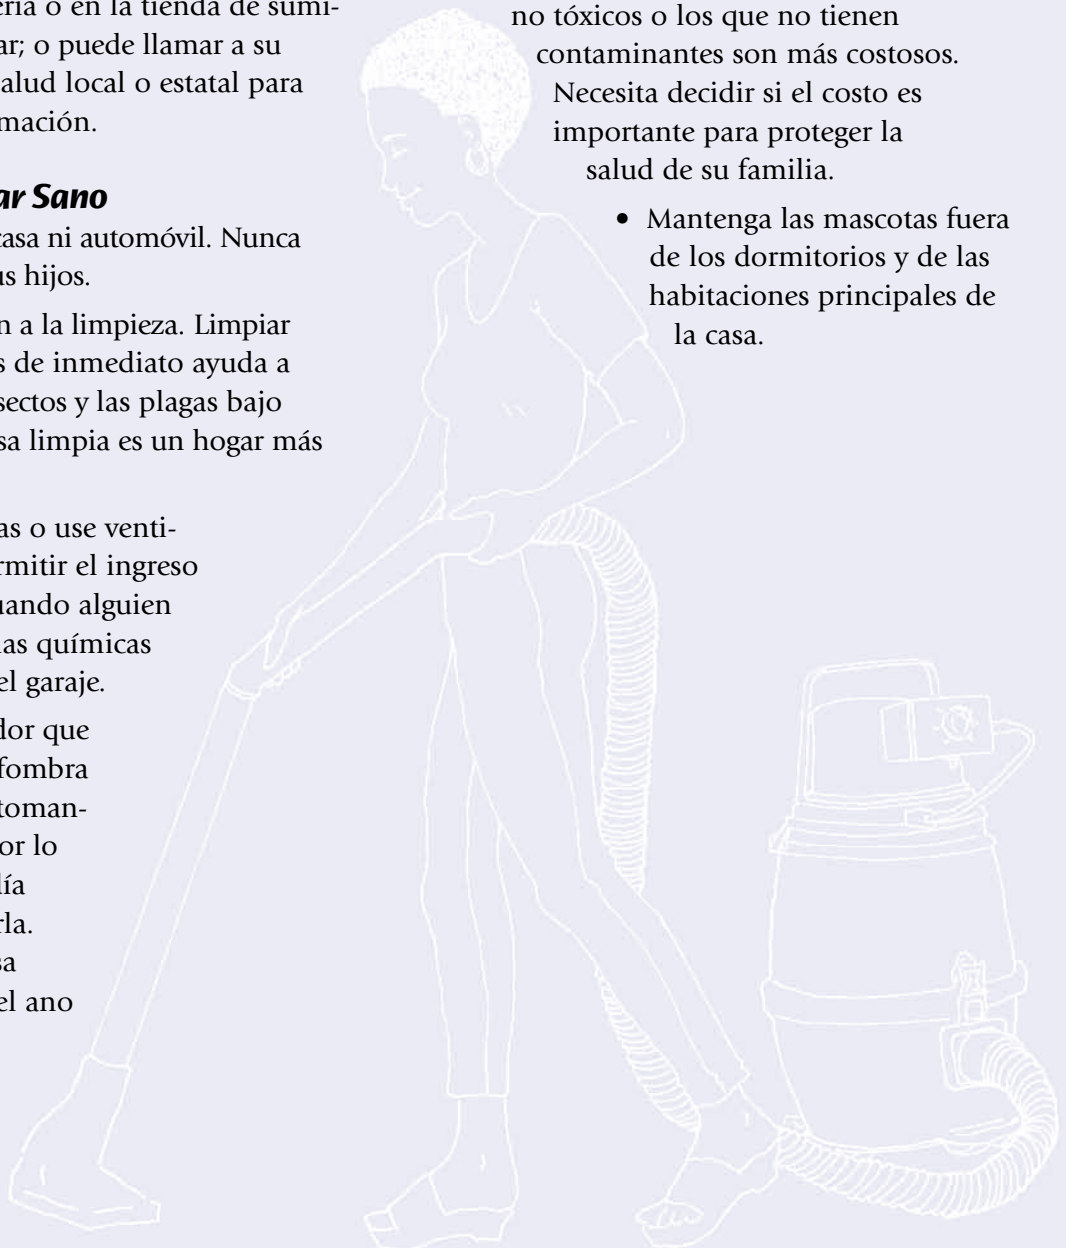 ería o en la tienda de sumi-
ar; o puede llamar a su
alud local o estatal para
mación.
ar Sano
casa ni automóvil. Nunca
us hijos.
n a la limpieza. Limpiar
s de inmediato ayuda a
sectos y las plagas bajo
sa limpia es un hogar más
as o use venti-
rmitir el ingreso
uando alguien
las químicas
el garaje.
dor que
fombra
toman-
or lo
lía
rla.
sa
el ano
no tóxicos o los que no tienen
contaminantes son más costosos.
Necesita decidir si el costo es
importante para proteger la
salud de su familia.
• Mantenga las mascotas fuera
de los dormitorios y de las
habitaciones principales de
la casa.